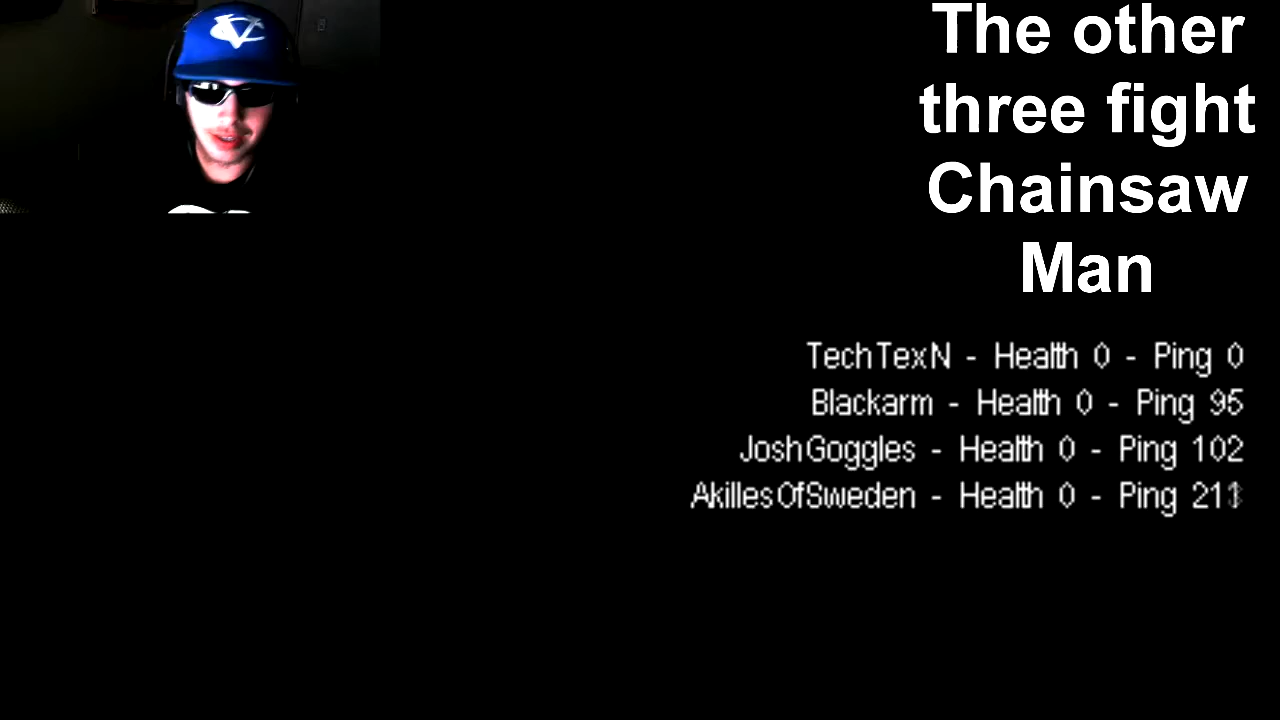 The other
three fight
Chainsaw
Man
TechTexN - Health 0 - Ping 0
Blackarm - Health 0 - Ping 95
JoshGoggles - Health 0 - Ping 102
AkillesOfSweden - Health 0 - Ping